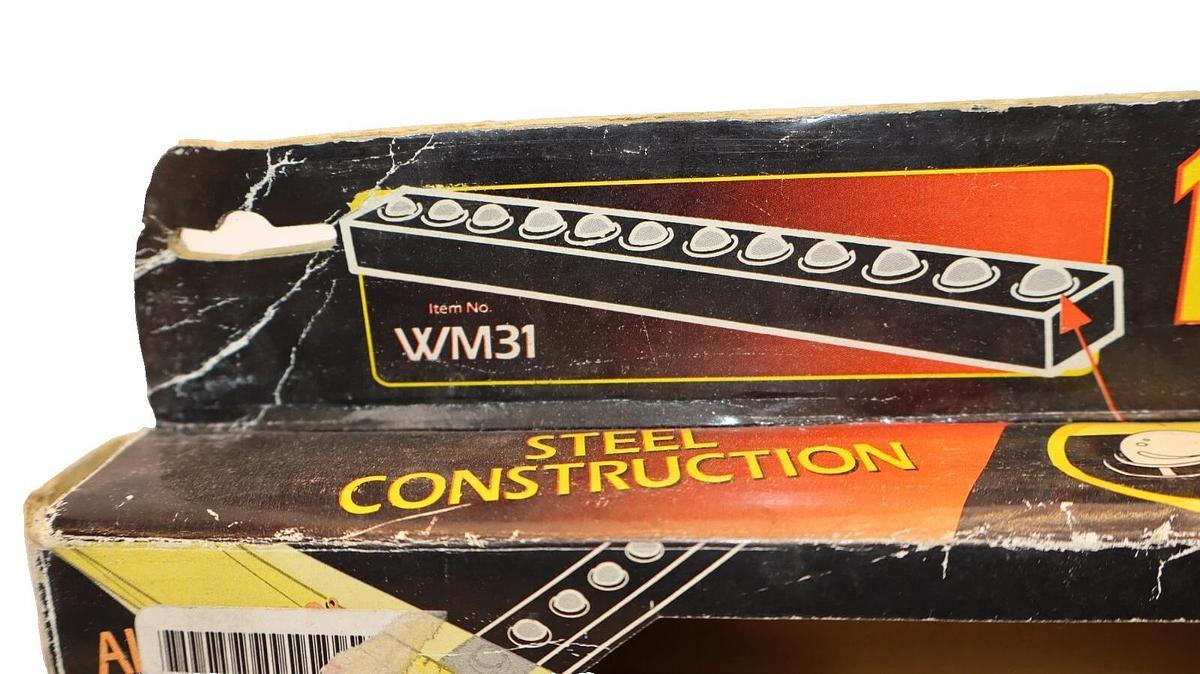 Item No.
WM31
STEEL
CONSTRUCTION